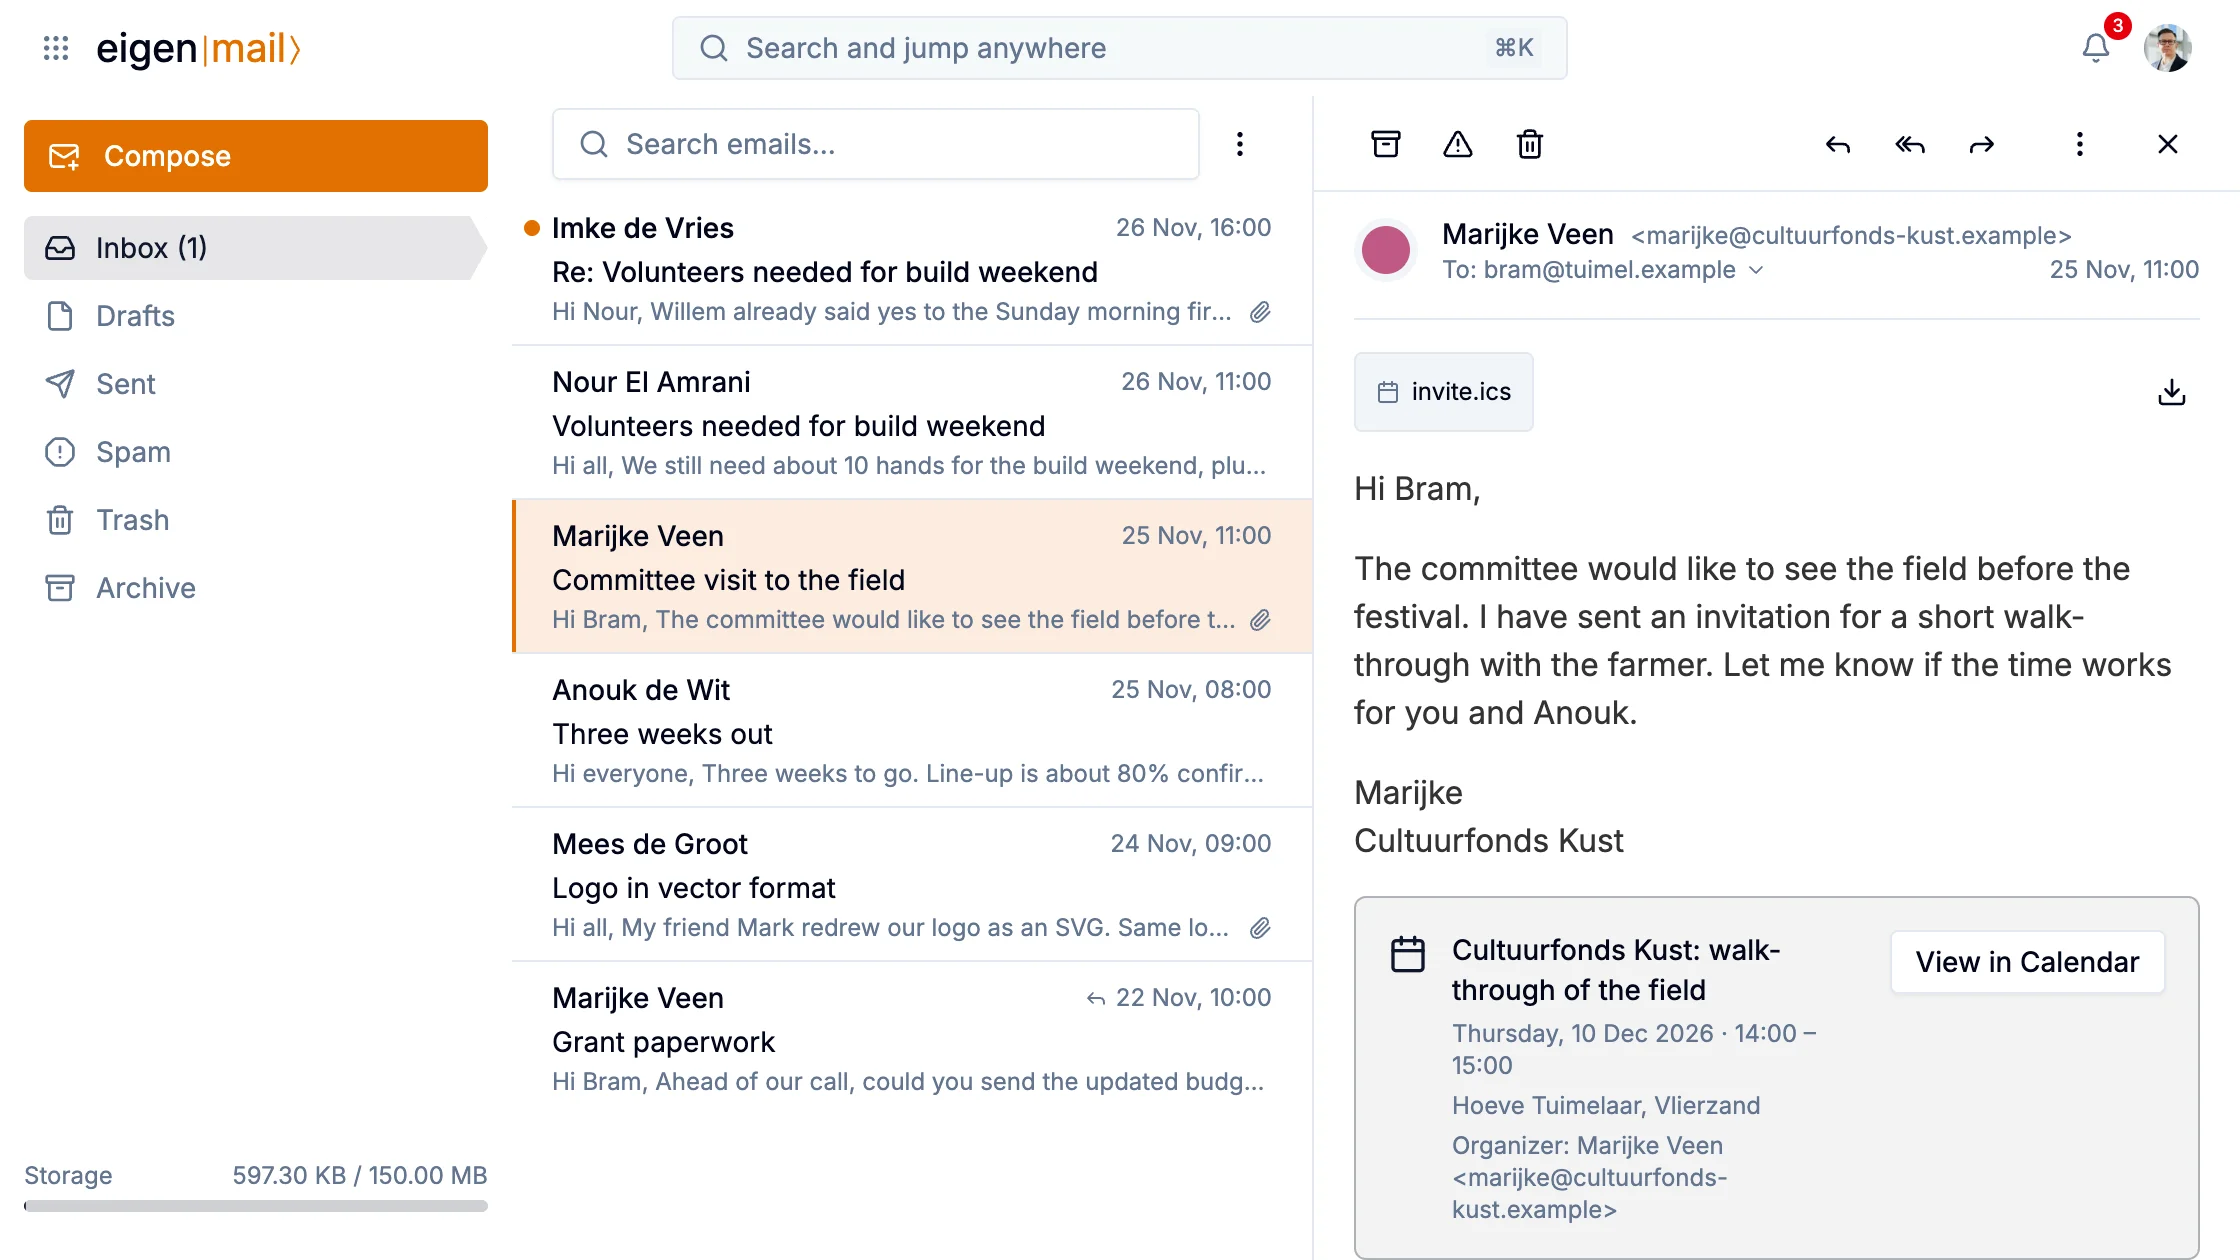 eigen|mail⟩
Search and jump anywhere ⌘K
3
Compose
Inbox (1)
Drafts
Sent
Spam
Trash
Archive
Storage 597.30 KB / 150.00 MB
Search emails...
Imke de Vries 26 Nov, 16:00
Re: Volunteers needed for build weekend
Hi Nour, Willem already said yes to the Sunday morning fir...
Nour El Amrani 26 Nov, 11:00
Volunteers needed for build weekend
Hi all, We still need about 10 hands for the build weekend, plu...
Marijke Veen 25 Nov, 11:00
Committee visit to the field
Hi Bram, The committee would like to see the field before t...
Anouk de Wit 25 Nov, 08:00
Three weeks out
Hi everyone, Three weeks to go. Line-up is about 80% confir...
Mees de Groot 24 Nov, 09:00
Logo in vector format
Hi all, My friend Mark redrew our logo as an SVG. Same lo...
Marijke Veen 22 Nov, 10:00
Grant paperwork
Hi Bram, Ahead of our call, could you send the updated budg...
Marijke Veen <marijke@cultuurfonds-kust.example>
To: bram@tuimel.example 25 Nov, 11:00
invite.ics
Hi Bram,
The committee would like to see the field before the
festival. I have sent an invitation for a short walk-
through with the farmer. Let me know if the time works
for you and Anouk.
Marijke
Cultuurfonds Kust
Cultuurfonds Kust: walk-
through of the field
View in Calendar
Thursday, 10 Dec 2026 · 14:00 –
15:00
Hoeve Tuimelaar, Vlierzand
Organizer: Marijke Veen
<marijke@cultuurfonds-
kust.example>